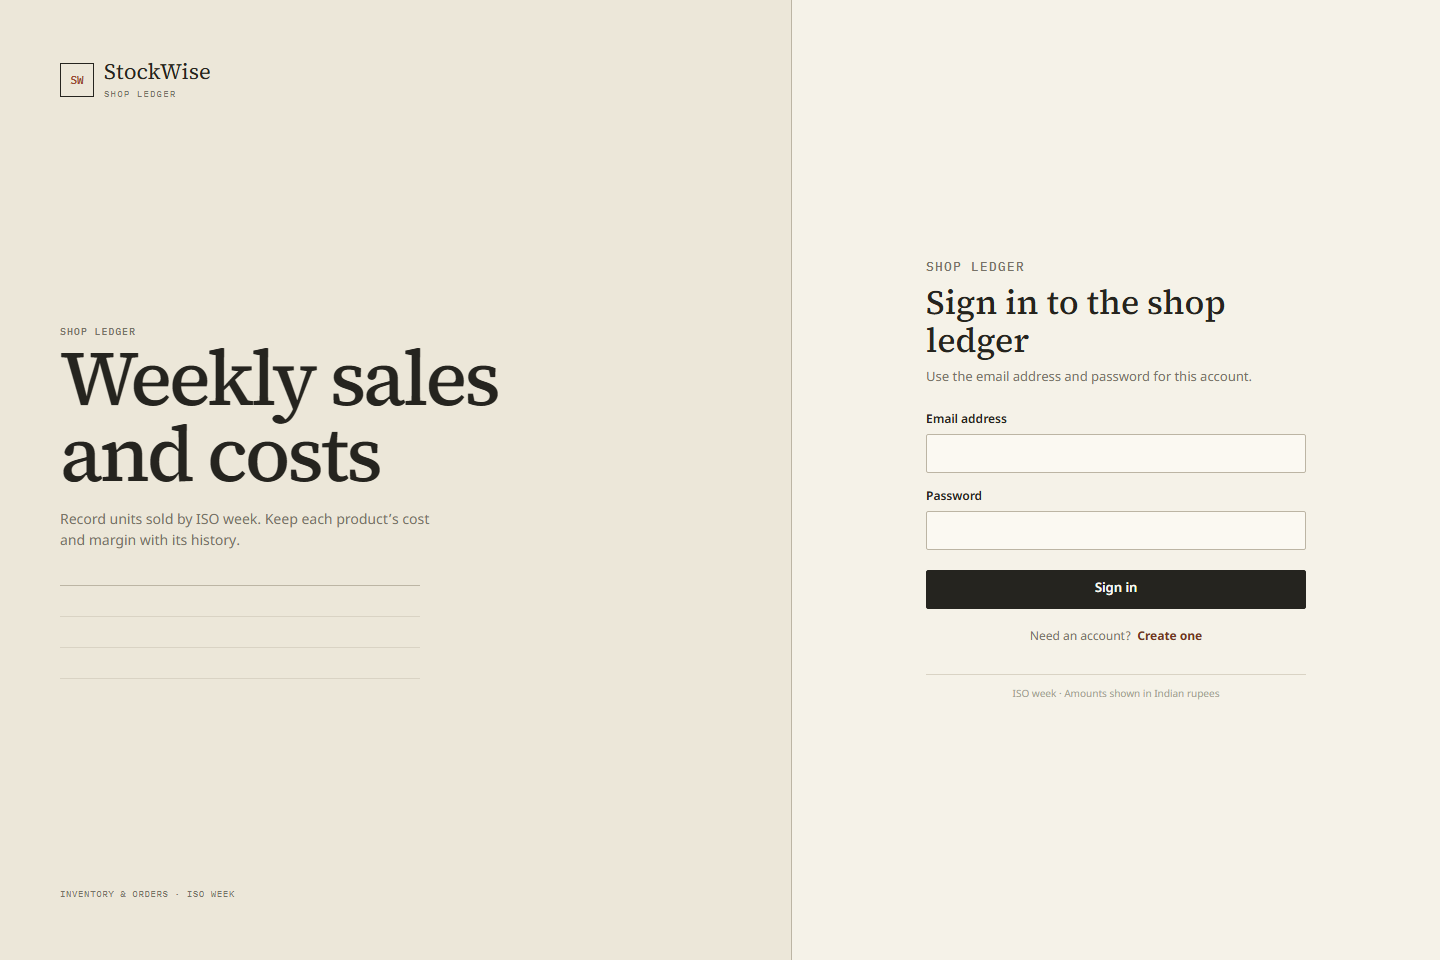 SW
StockWise
SHOP LEDGER
SHOP LEDGER
Weekly sales
and costs
Record units sold by ISO week. Keep each product’s cost
and margin with its history.
INVENTORY & ORDERS · ISO WEEK
SHOP LEDGER
Sign in to the shop
ledger
Use the email address and password for this account.
Email address
Password
Sign in
Need an account? Create one
ISO week · Amounts shown in Indian rupees